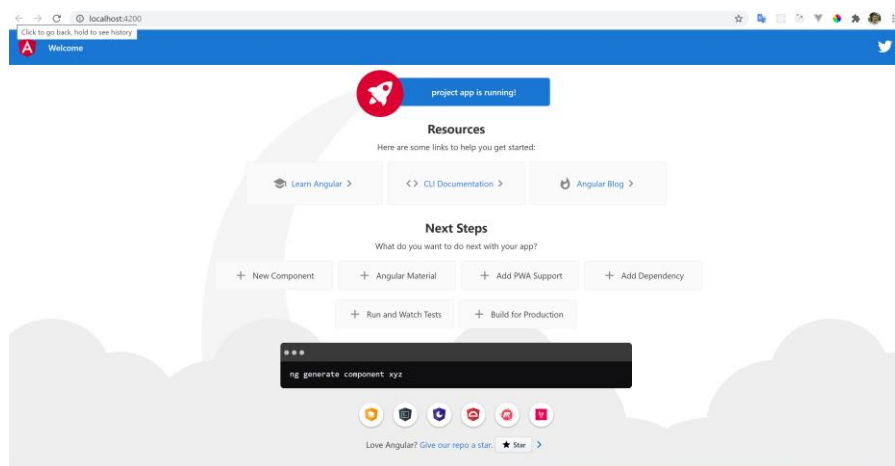 localhost:4200
Click to go back, hold to see history
A Welcome
project app is running!
Resources
Here are some links to help you get started:
Learn Angular > <> CLI Documentation > Angular Blog >
Next Steps
What do you want to do next with your app?
+ New Component + Angular Material + Add PWA Support + Add Dependency
+ Run and Watch Tests + Build for Production
ng generate component xyz
Love Angular? Give our repo a star. ★ Star >